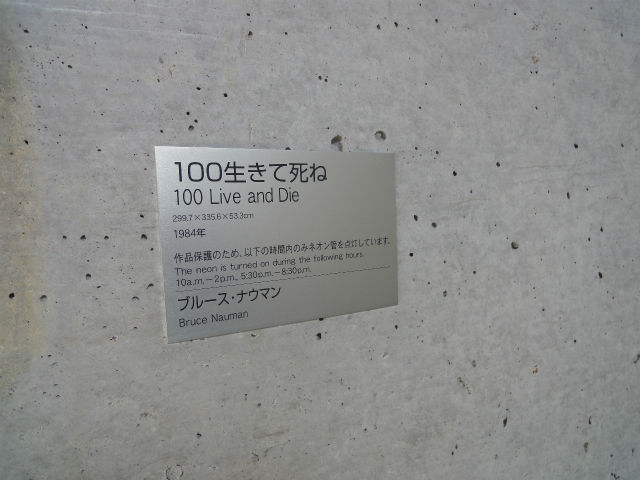 100生きて死ね
100 Live and Die
299.7×335.6×53.3cm
1984年
作品保護のため、以下の時間内のみネオン管を点灯しています。
The neon is turned on during the following hours.
10a.m.－2p.m., 5:30p.m.－8:30p.m.
ブルース・ナウマン
Bruce Nauman